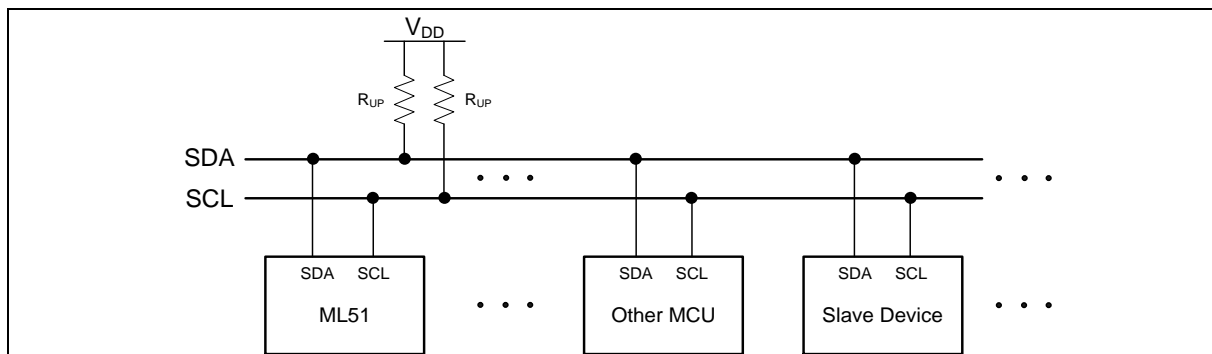 VDD
RUP RUP
SDA
SCL
SDA SCL SDA SCL SDA SCL
ML51 Other MCU Slave Device